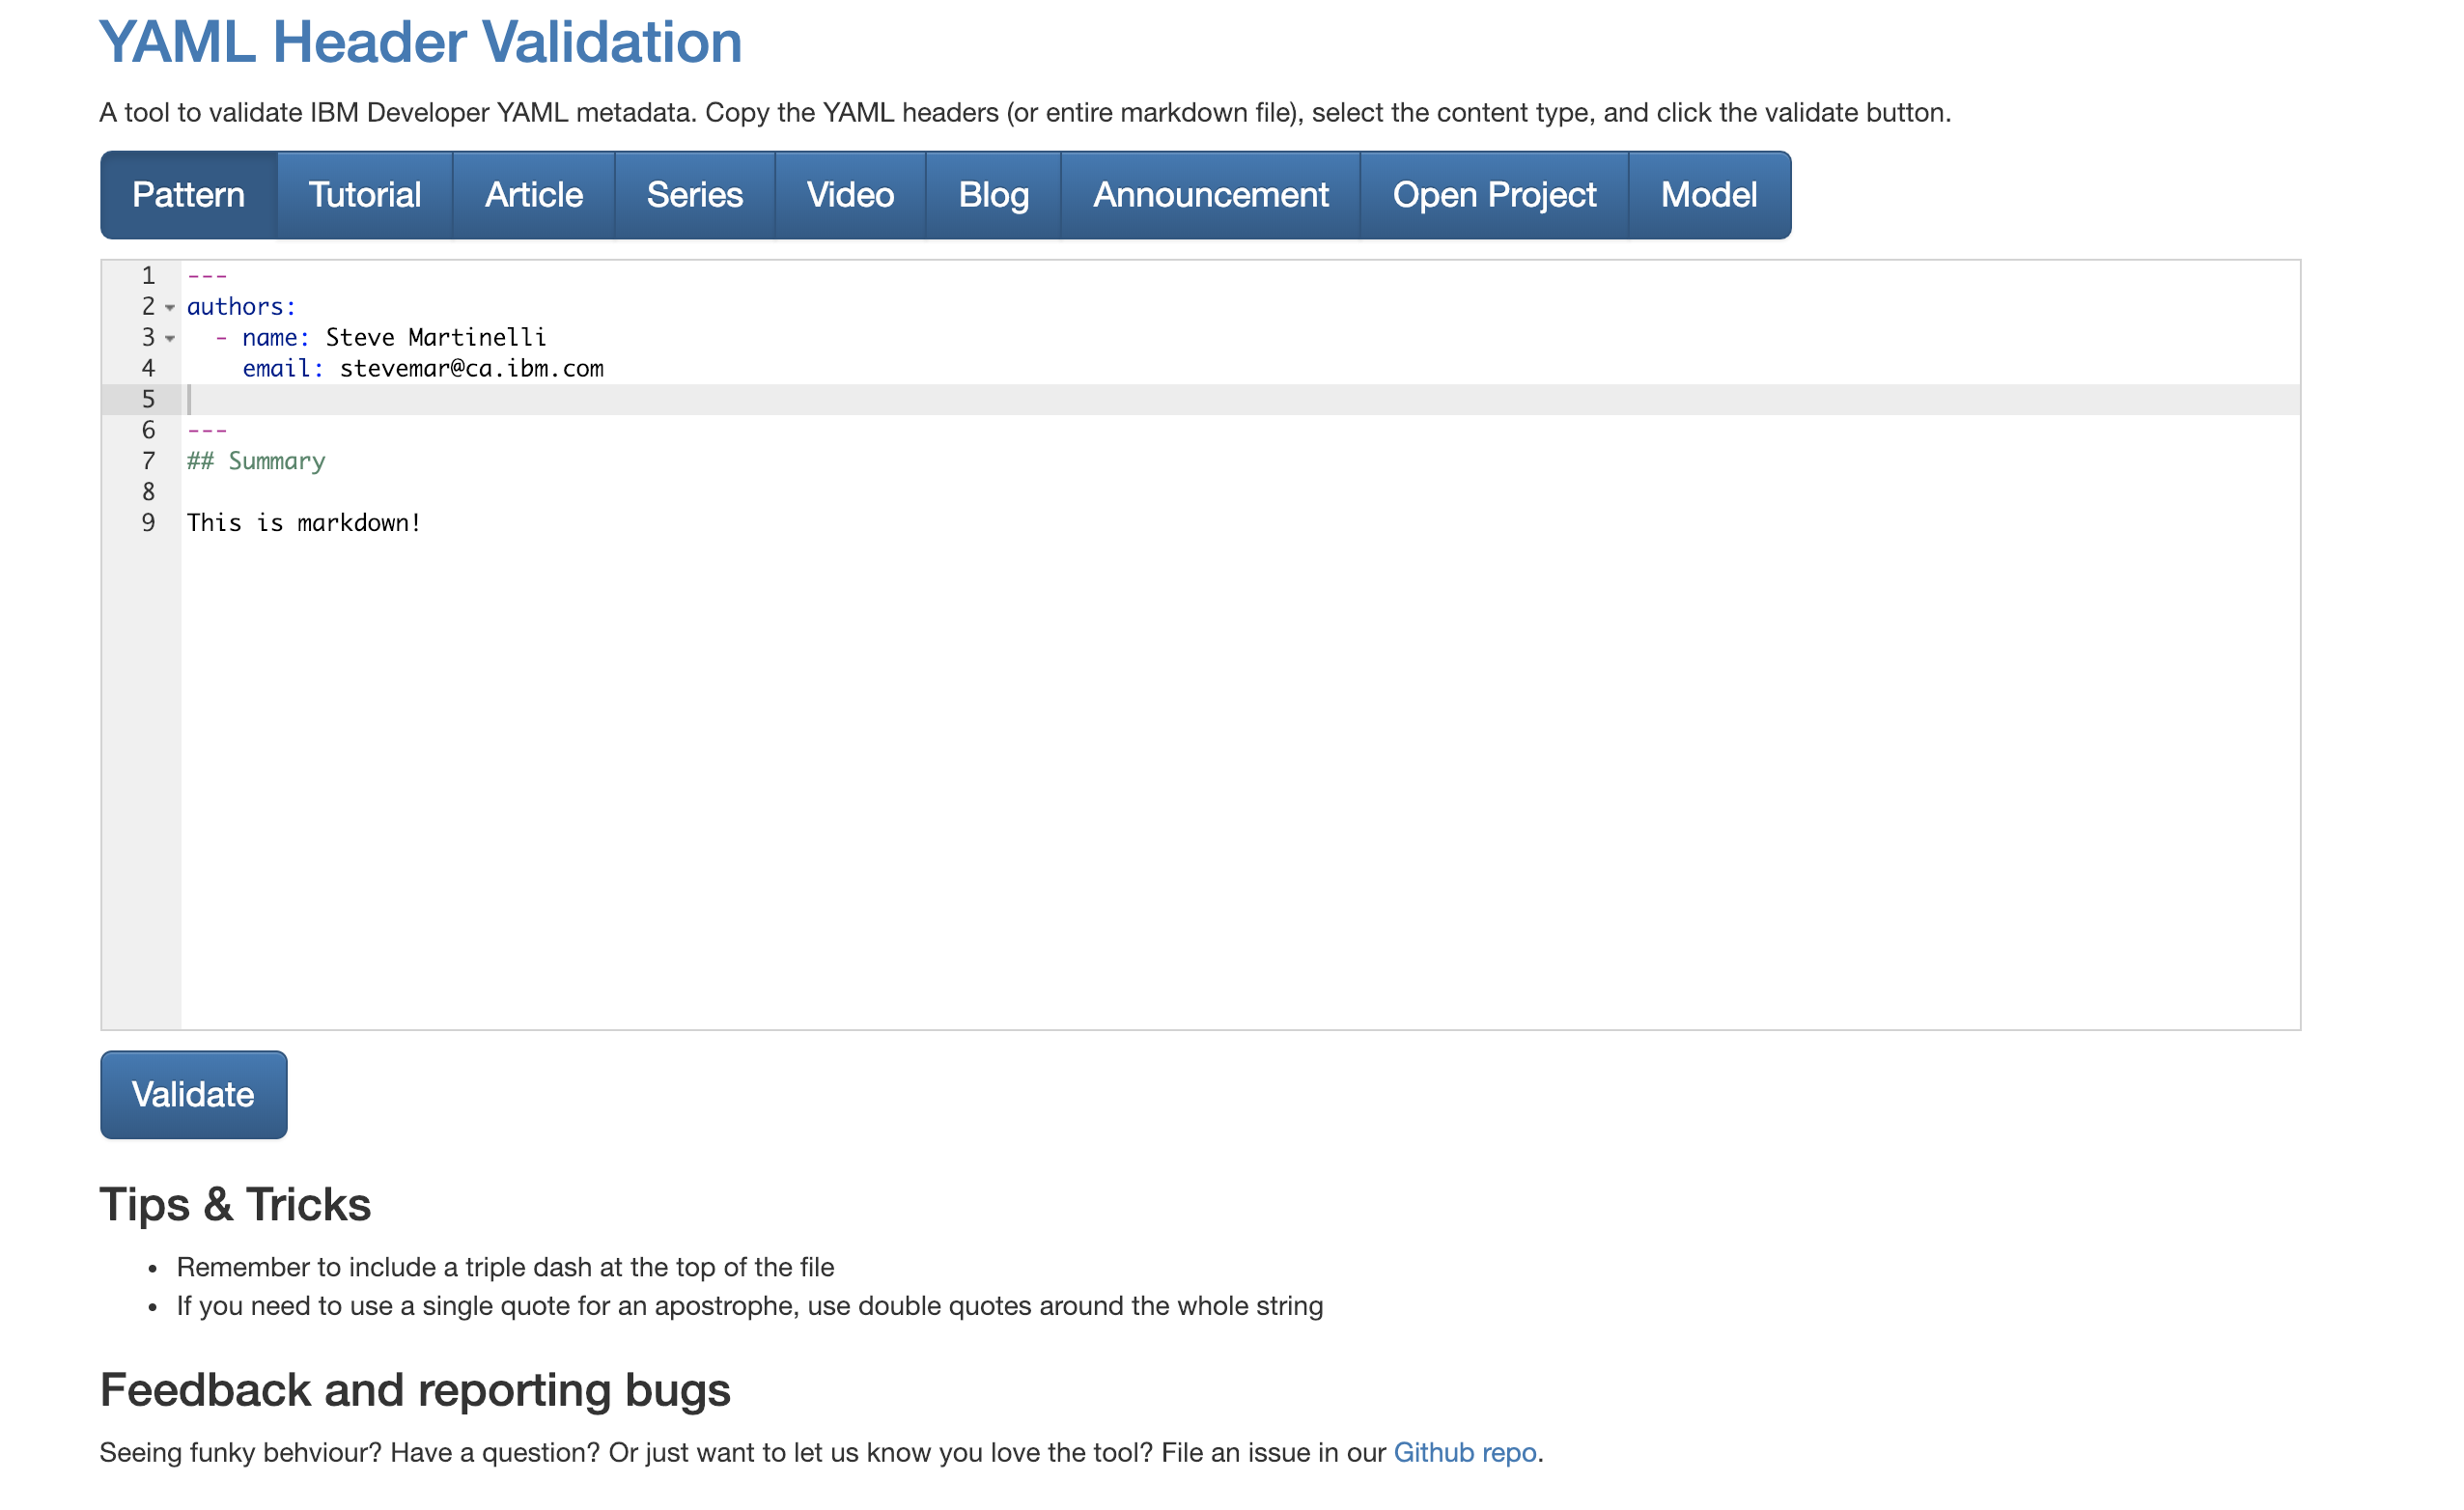 YAML Header Validation
A tool to validate IBM Developer YAML metadata. Copy the YAML headers (or entire markdown file), select the content type, and click the validate button.
Pattern Tutorial Article Series Video Blog Announcement Open Project Model
1 ---
2 authors:
3   - name: Steve Martinelli
4     email: stevemar@ca.ibm.com
5
6 ---
7 ## Summary
8
9 This is markdown!
Validate
Tips & Tricks
• Remember to include a triple dash at the top of the file
• If you need to use a single quote for an apostrophe, use double quotes around the whole string
Feedback and reporting bugs
Seeing funky behviour? Have a question? Or just want to let us know you love the tool? File an issue in our Github repo.